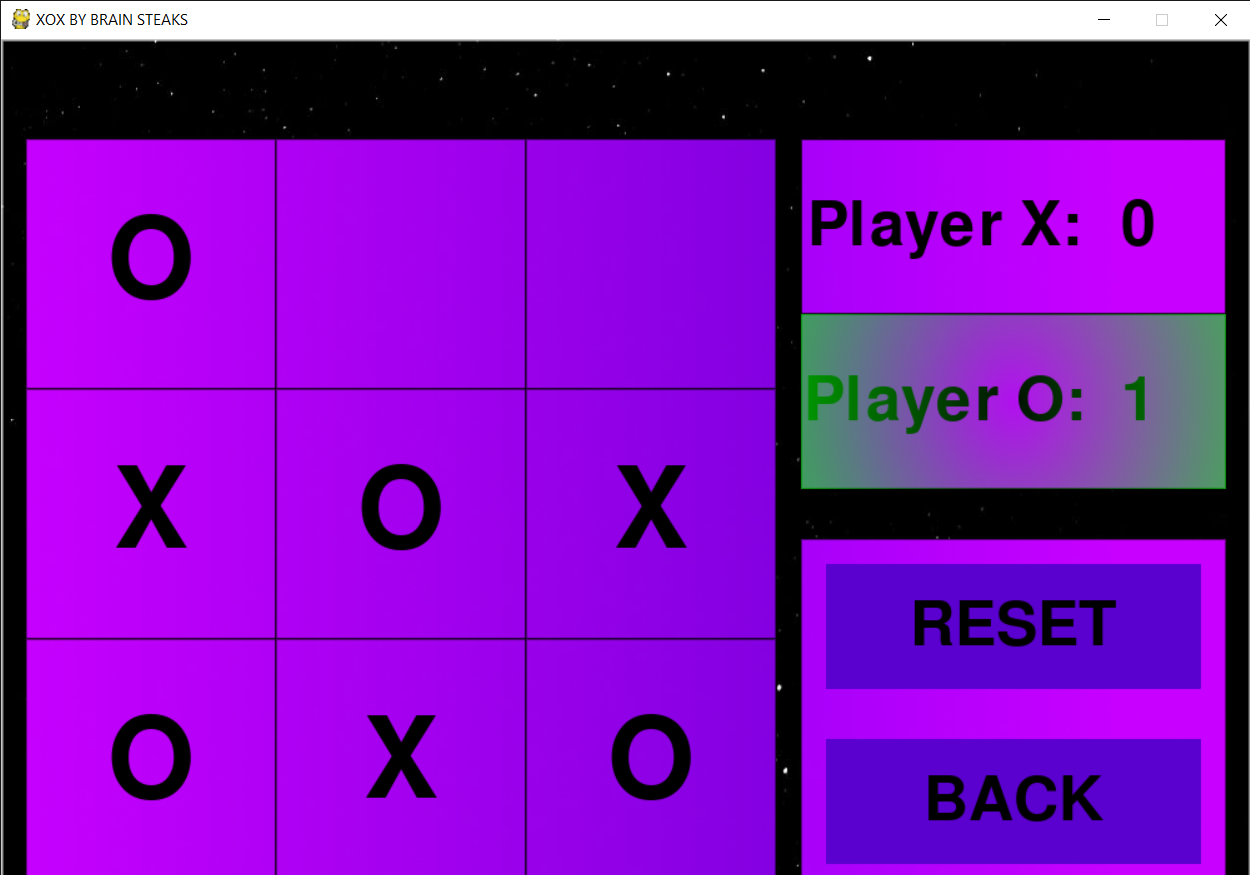 XOX BY BRAIN STEAKS
O
X O X
O X O
Player X: 0
Player O: 1
RESET
BACK